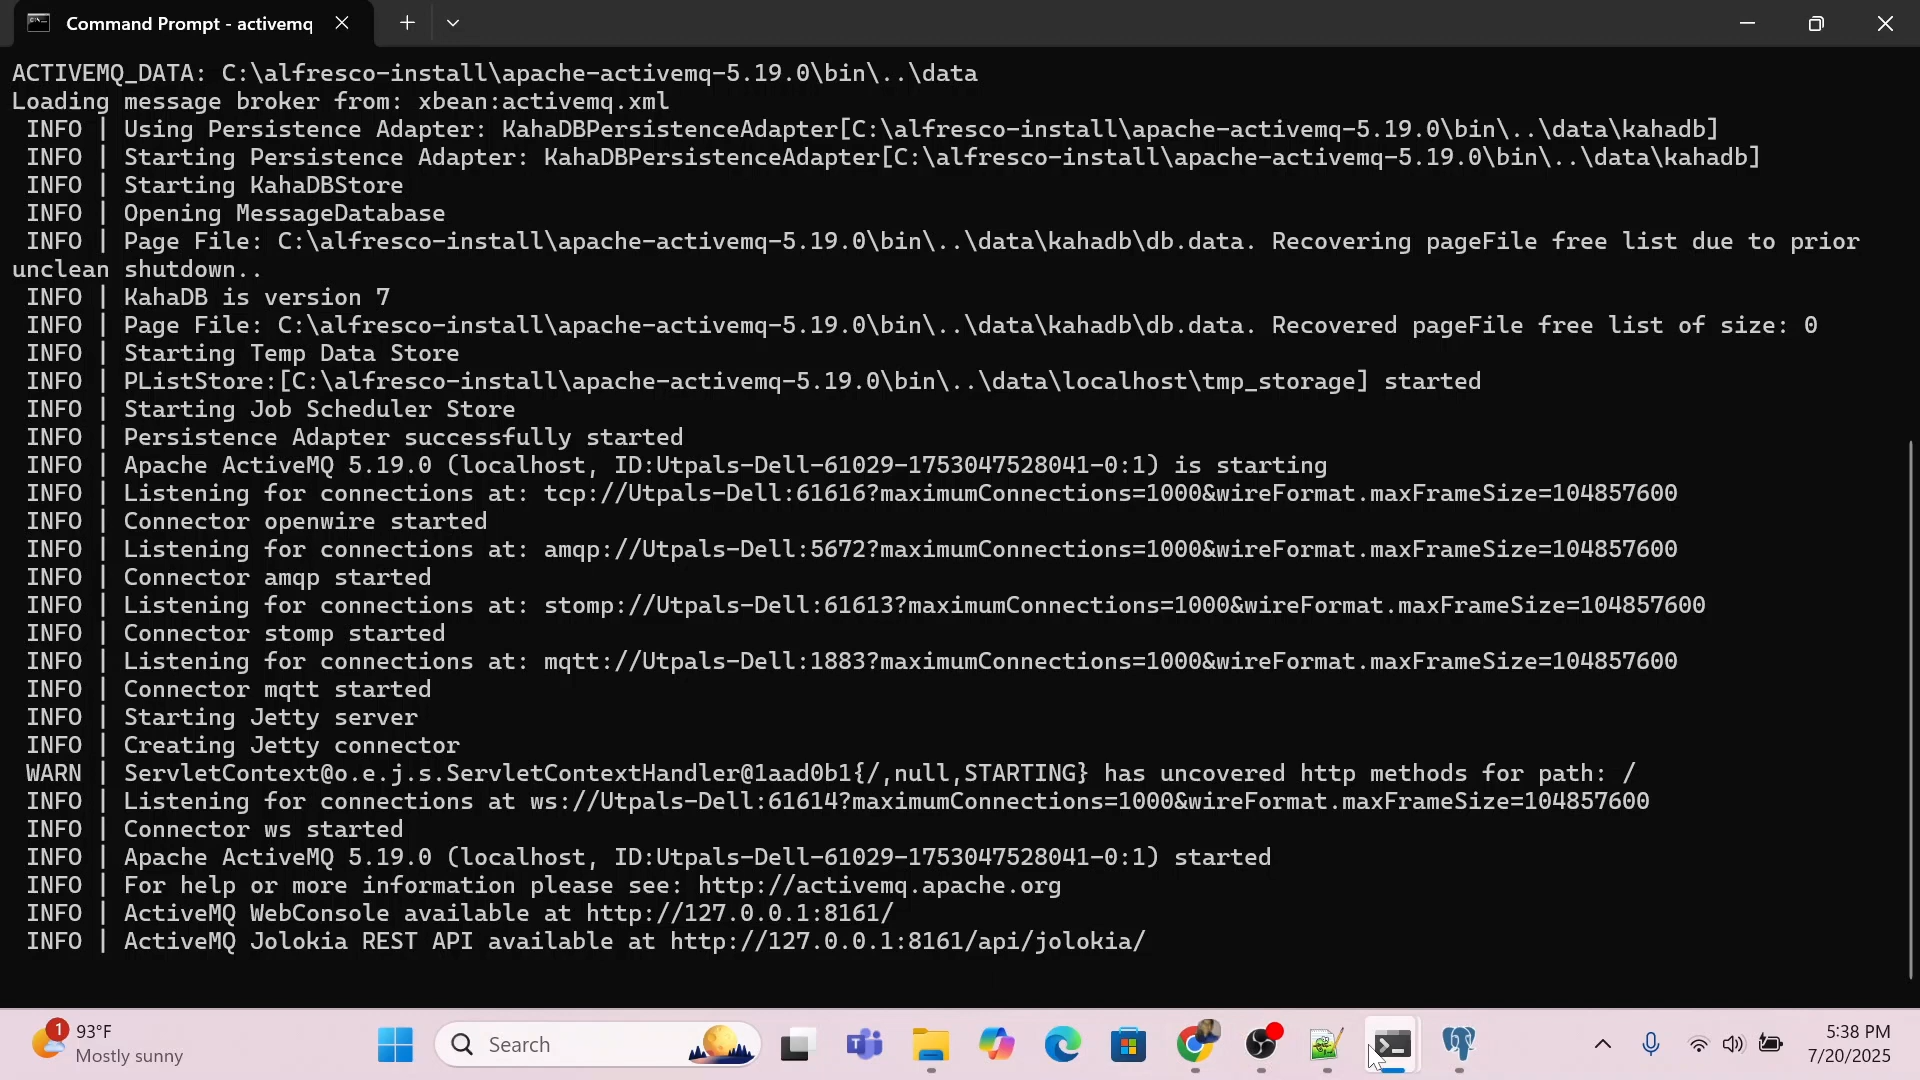 Command Prompt - activemq
ACTIVEMQ_DATA: C:\alfresco-install\apache-activemq-5.19.0\bin\..\data
Loading message broker from: xbean:activemq.xml
INFO | Using Persistence Adapter: KahaDBPersistenceAdapter[C:\alfresco-install\apache-activemq-5.19.0\bin\..\data\kahadb]
INFO | Starting Persistence Adapter: KahaDBPersistenceAdapter[C:\alfresco-install\apache-activemq-5.19.0\bin\..\data\kahadb]
INFO | Starting KahaDBStore
INFO | Opening MessageDatabase
INFO | Page File: C:\alfresco-install\apache-activemq-5.19.0\bin\..\data\kahadb\db.data. Recovering pageFile free list due to prior
unclean shutdown..
INFO | KahaDB is version 7
INFO | Page File: C:\alfresco-install\apache-activemq-5.19.0\bin\..\data\kahadb\db.data. Recovered pageFile free list of size: 0
INFO | Starting Temp Data Store
INFO | PListStore:[C:\alfresco-install\apache-activemq-5.19.0\bin\..\data\localhost\tmp_storage] started
INFO | Starting Job Scheduler Store
INFO | Persistence Adapter successfully started
INFO | Apache ActiveMQ 5.19.0 (localhost, ID:Utpals-Dell-61029-1753047528041-0:1) is starting
INFO | Listening for connections at: tcp://Utpals-Dell:61616?maximumConnections=1000&wireFormat.maxFrameSize=104857600
INFO | Connector openwire started
INFO | Listening for connections at: amqp://Utpals-Dell:5672?maximumConnections=1000&wireFormat.maxFrameSize=104857600
INFO | Connector amqp started
INFO | Listening for connections at: stomp://Utpals-Dell:61613?maximumConnections=1000&wireFormat.maxFrameSize=104857600
INFO | Connector stomp started
INFO | Listening for connections at: mqtt://Utpals-Dell:1883?maximumConnections=1000&wireFormat.maxFrameSize=104857600
INFO | Connector mqtt started
INFO | Starting Jetty server
INFO | Creating Jetty connector
WARN | ServletContext@o.e.j.s.ServletContextHandler@1aad0b1{/,null,STARTING} has uncovered http methods for path: /
INFO | Listening for connections at ws://Utpals-Dell:61614?maximumConnections=1000&wireFormat.maxFrameSize=104857600
INFO | Connector ws started
INFO | Apache ActiveMQ 5.19.0 (localhost, ID:Utpals-Dell-61029-1753047528041-0:1) started
INFO | For help or more information please see: http://activemq.apache.org
INFO | ActiveMQ WebConsole available at http://127.0.0.1:8161/
INFO | ActiveMQ Jolokia REST API available at http://127.0.0.1:8161/api/jolokia/
1
93°F
Mostly sunny
Search
5:38 PM
7/20/2025